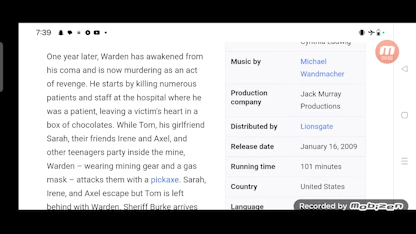 7:39
Cynthia Ludwig
One year later, Warden has awakened from
his coma and is now murdering as an act
of revenge. He starts by killing numerous
patients and staff at the hospital where he
was a patient, leaving a victim's heart in a
box of chocolates. While Tom, his girlfriend
Sarah, their friends Irene and Axel, and
other teenagers party inside the mine,
Warden – wearing mining gear and a gas
mask – attacks them with a pickaxe. Sarah,
Irene, and Axel escape but Tom is left
behind with Warden. Sheriff Burke arrives
Music by Michael
Wandmacher
Production Jack Murray
company Productions
Distributed by Lionsgate
Release date January 16, 2009
Running time 101 minutes
Country United States
Language
Recorded by Mobizen